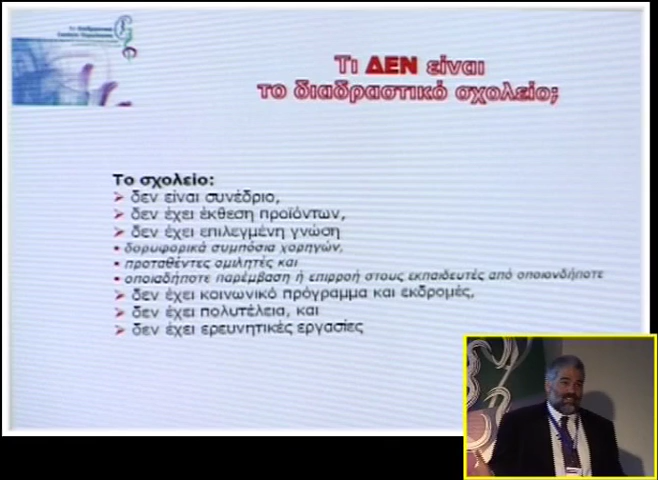 Τι ΔΕΝ είναι
το διαδραστικό σχολείο;
Το σχολείο:
δεν είναι συνέδριο,
δεν έχει έκθεση προϊόντων,
δεν έχει επιλεγμένη γνώση
δορυφορικά συμπόσια χορηγών,
προταθέντες ομιλητές και
οποιαδήποτε παρέμβαση ή επιρροή στους εκπαιδευτές από οποιονδήποτε
δεν έχει κοινωνικό πρόγραμμα και εκδρομές,
δεν έχει πολυτέλεια, και
δεν έχει ερευνητικές εργασίες